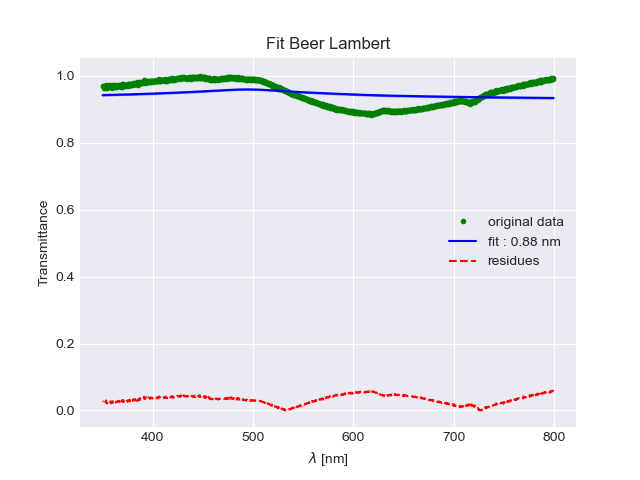 Fit Beer Lambert
Transmittance
1.0
0.8
0.6
0.4
0.2
0.0
original data
fit : 0.88 nm
residues
400 500 600 700 800
λ [nm]